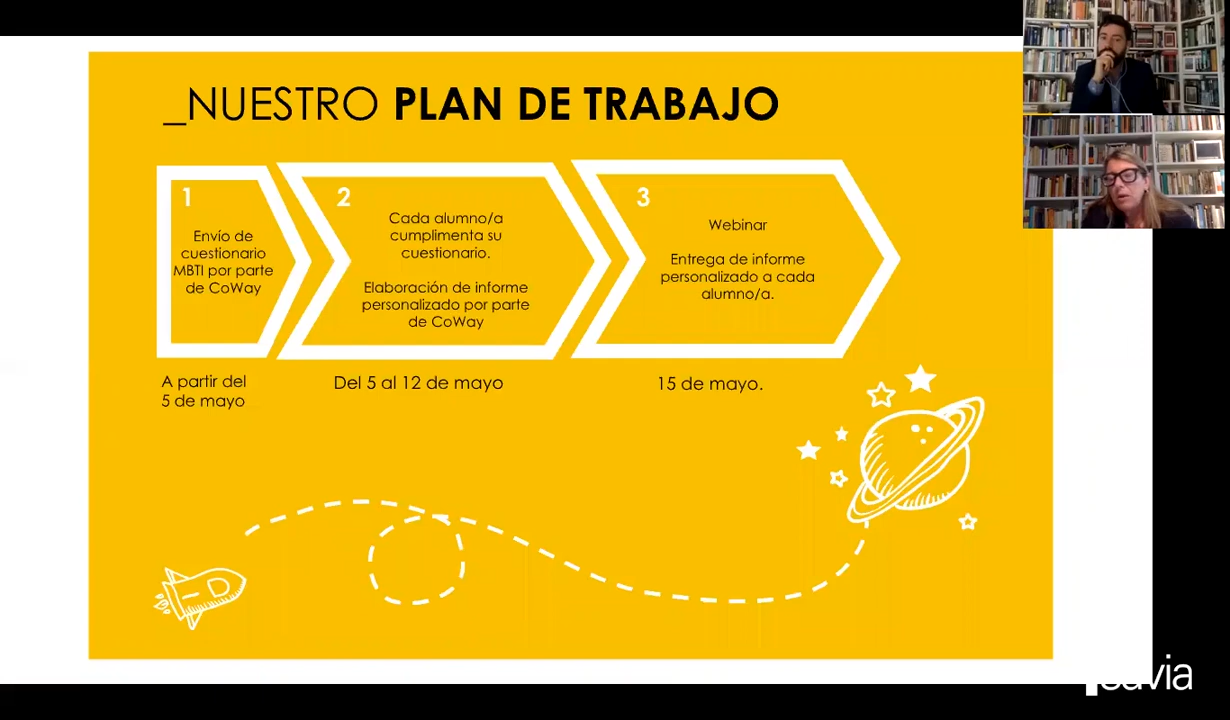 _NUESTRO PLAN DE TRABAJO
1
Envío de
cuestionario
MBTI por parte
de CoWay
2
Cada alumno/a
cumplimenta su
cuestionario.
Elaboración de informe
personalizado por parte
de CoWay
3
Webinar
Entrega de informe
personalizado a cada
alumno/a.
A partir del
5 de mayo
Del 5 al 12 de mayo
15 de mayo.